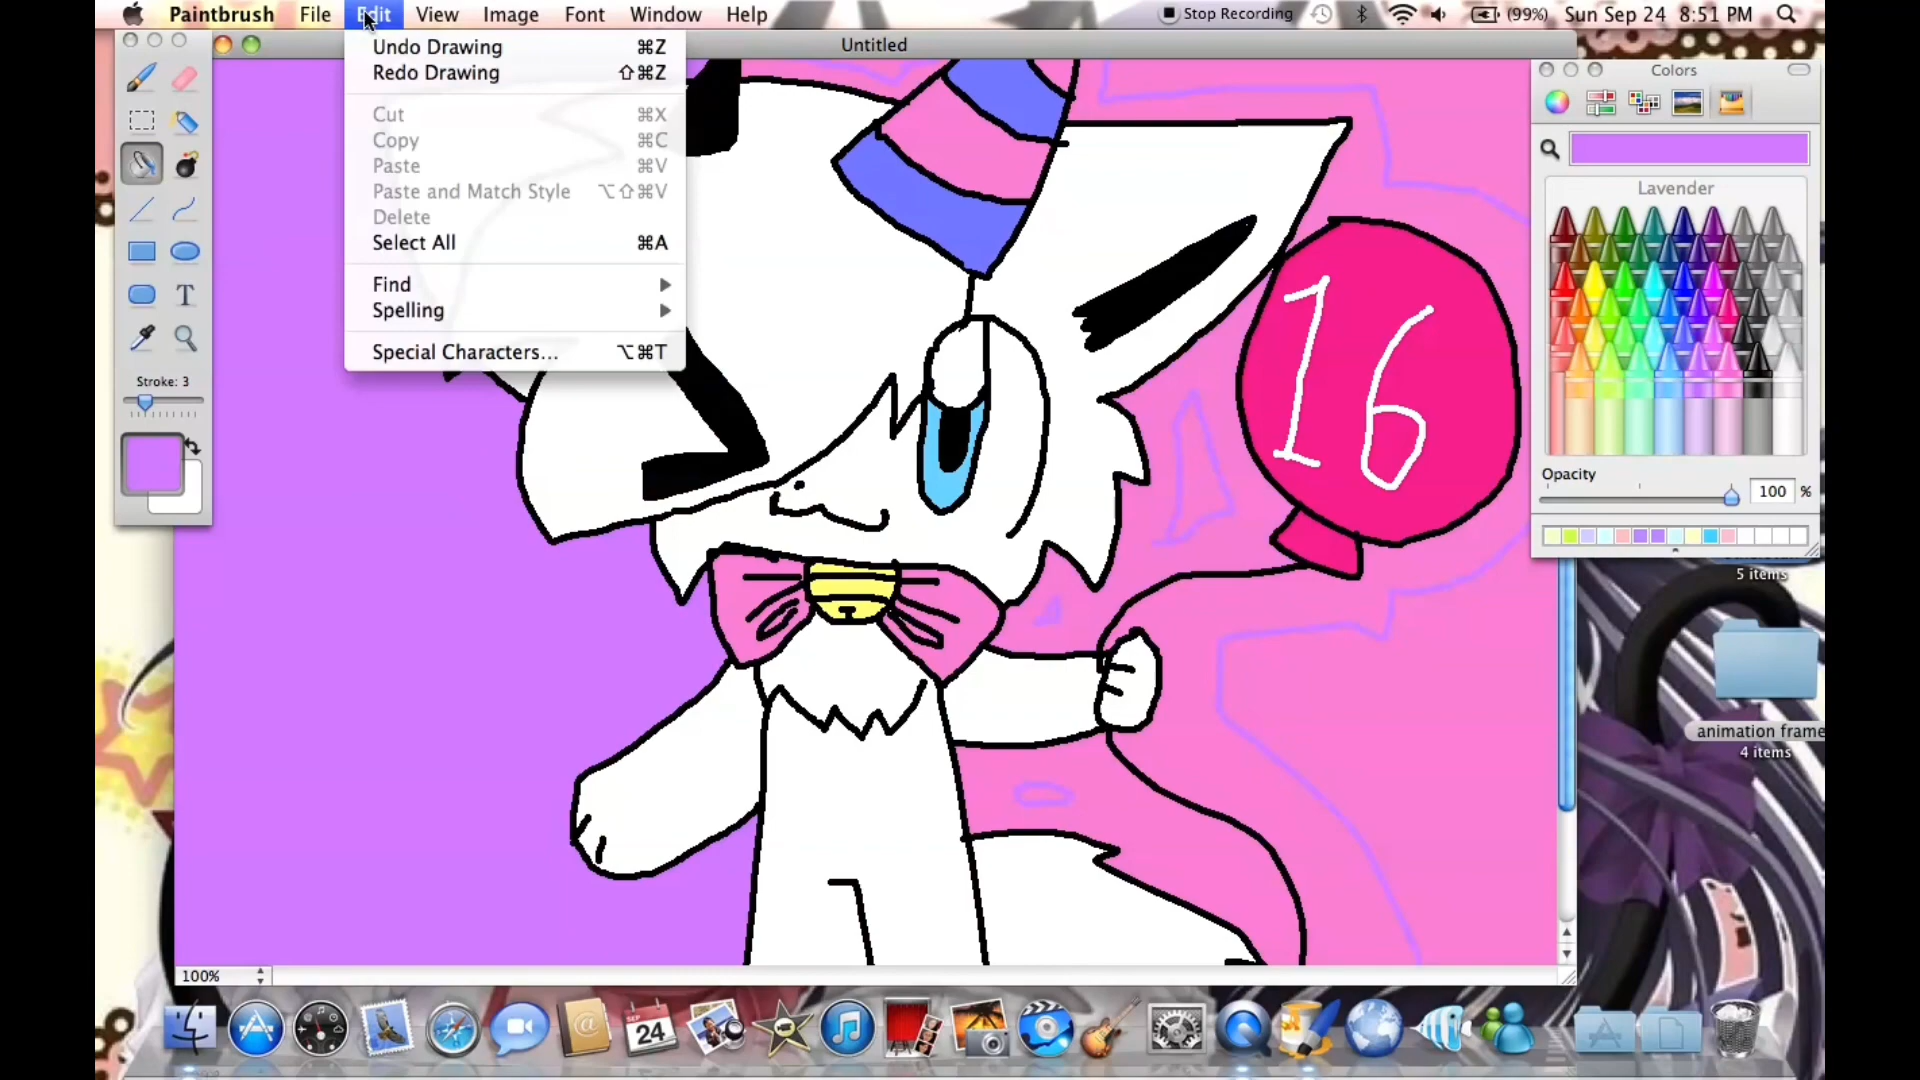 Paintbrush File Edit View Image Font Window Help Stop Recording (99%) Sun Sep 24 8:51 PM
Untitled
Undo Drawing ⌘Z
Redo Drawing ⇧⌘Z
Cut ⌘X
Copy ⌘C
Paste ⌘V
Paste and Match Style ⌥⇧⌘V
Delete
Select All ⌘A
Find
Spelling
Special Characters... ⌥⌘T
T
Stroke: 3
16
Colors
Lavender
Opacity
100 %
5 items
animation frame
4 items
100%
SEP
24